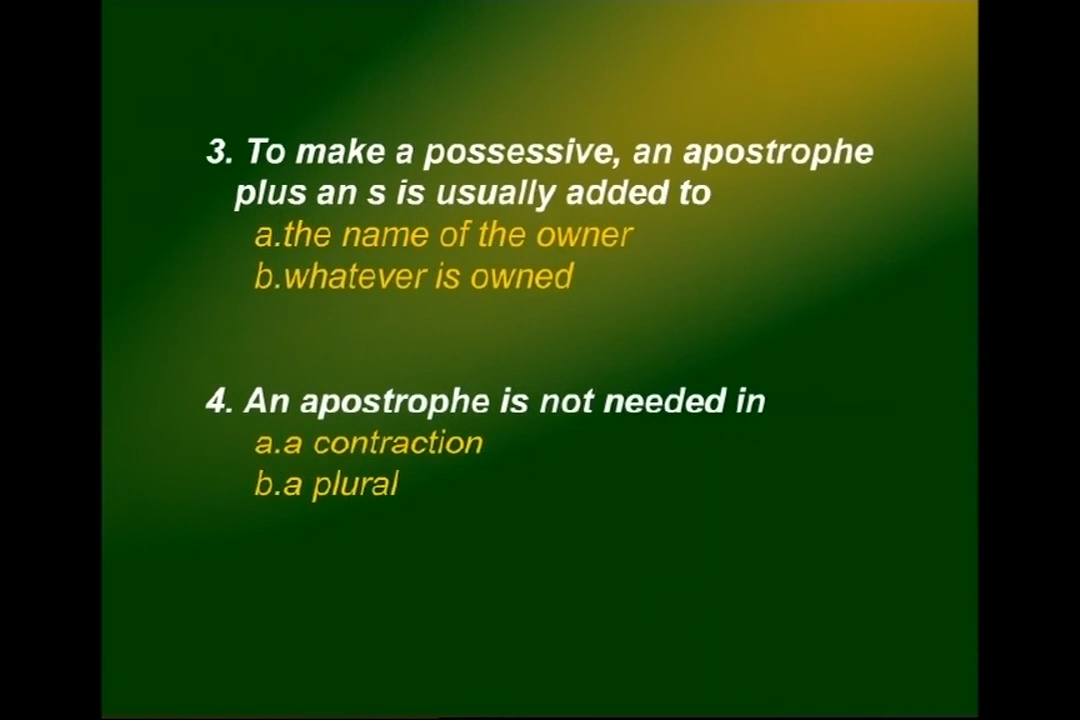 3. To make a possessive, an apostrophe
plus an s is usually added to
a.the name of the owner
b.whatever is owned
4. An apostrophe is not needed in
a.a contraction
b.a plural